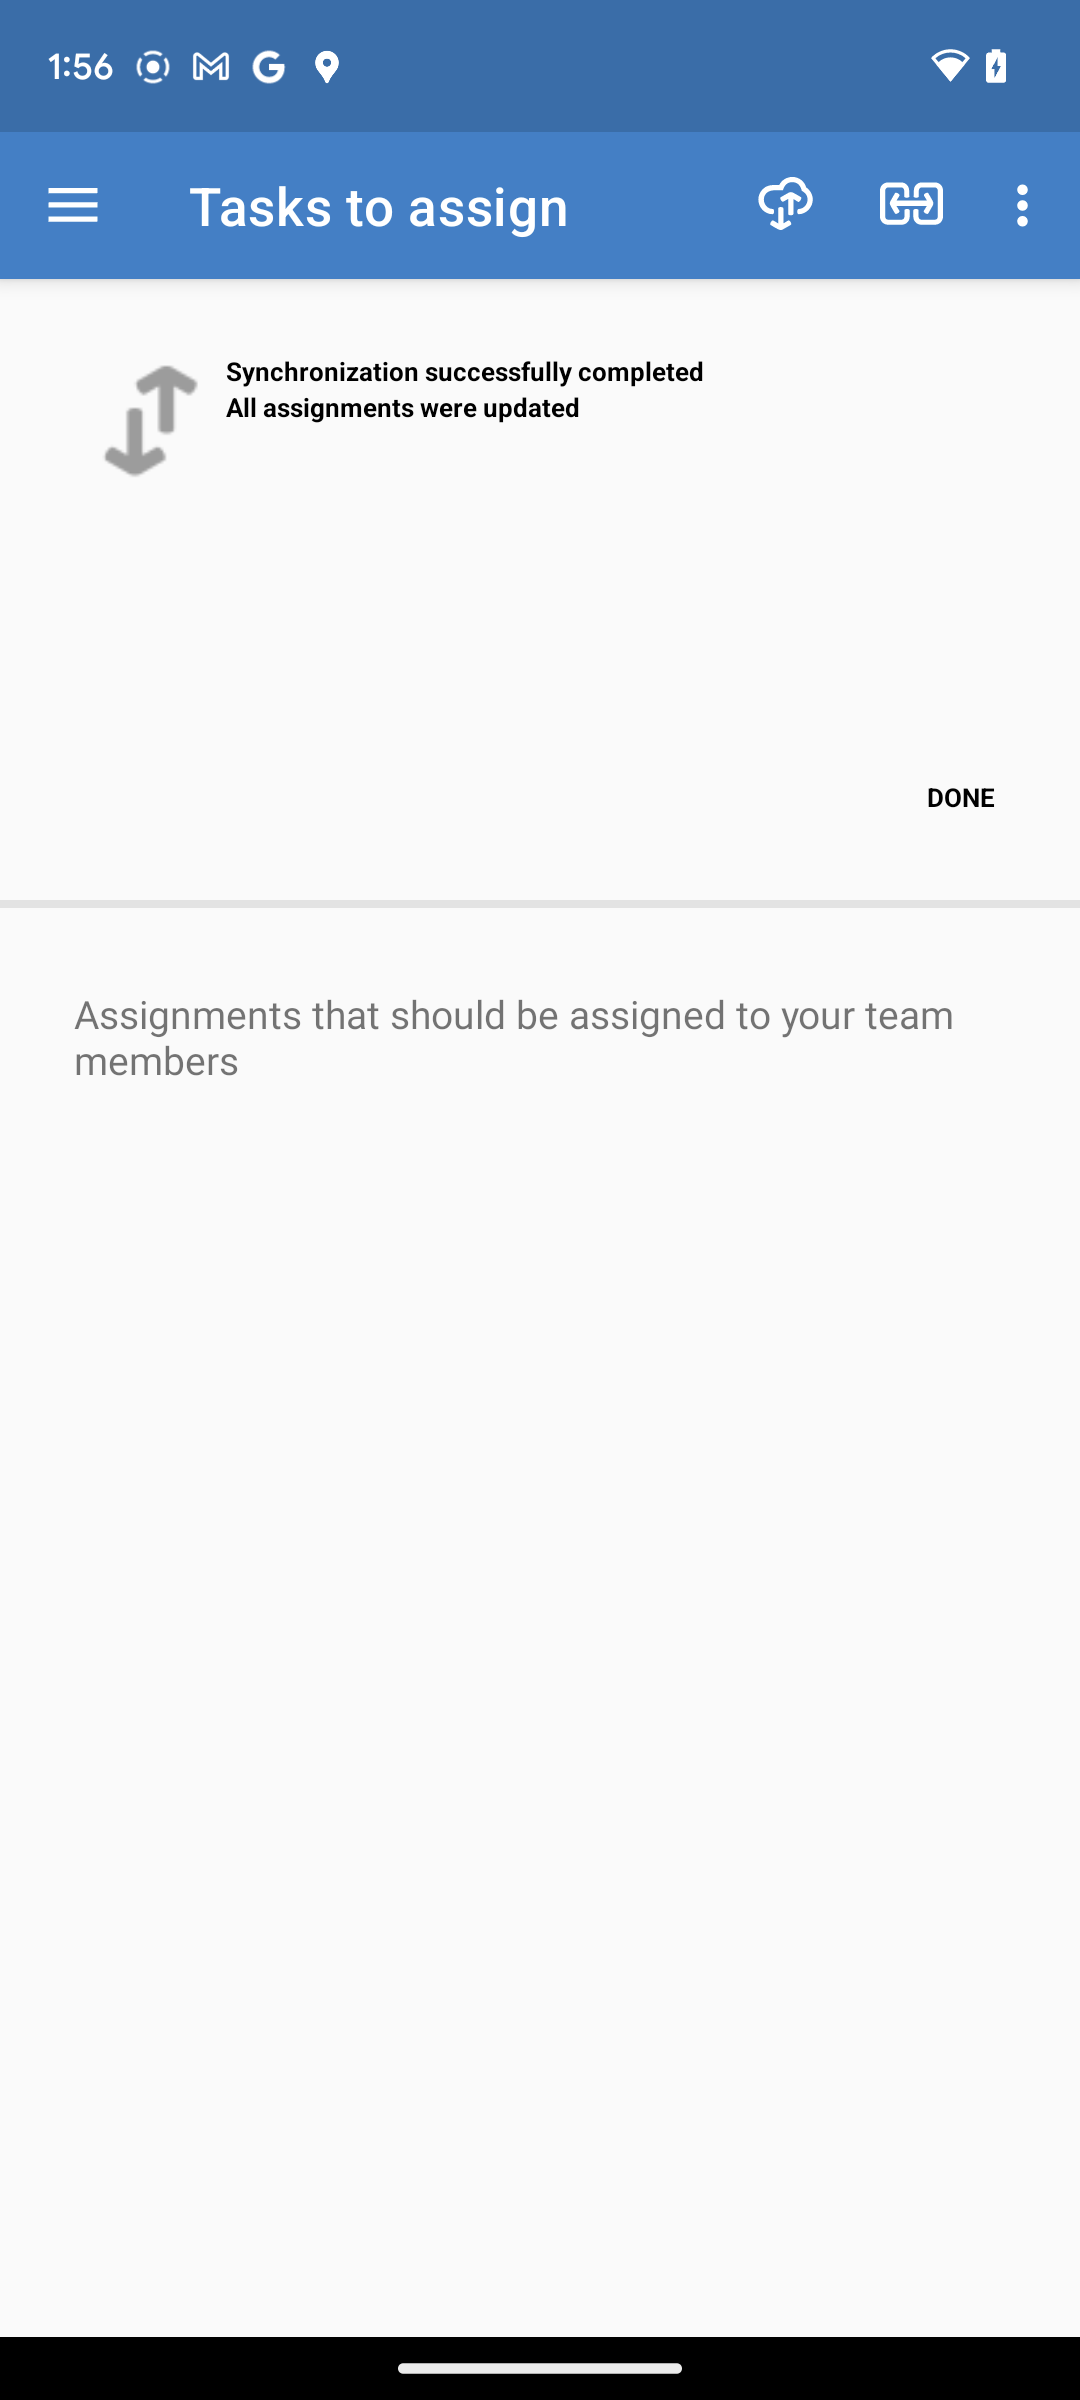 1:56
Tasks to assign
Synchronization successfully completed
All assignments were updated
DONE
Assignments that should be assigned to your team
members